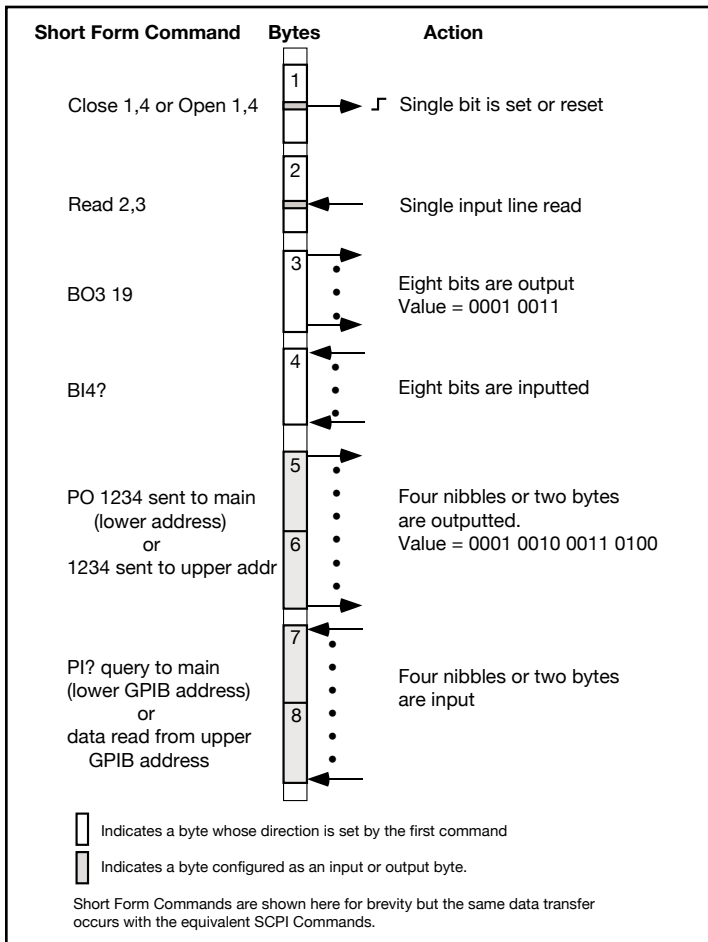 Short Form Command Bytes Action
1
Close 1,4 or Open 1,4 Single bit is set or reset
2
Read 2,3 Single input line read
3
BO3 19 Eight bits are output
Value = 0001 0011
4
BI4? Eight bits are inputted
5
PO 1234 sent to main
(lower address)
or
1234 sent to upper addr
6
Four nibbles or two bytes
are outputted.
Value = 0001 0010 0011 0100
7
PI? query to main
(lower GPIB address)
or
data read from upper
GPIB address
8
Four nibbles or two bytes
are input
Indicates a byte whose direction is set by the first command
Indicates a byte configured as an input or output byte.
Short Form Commands are shown here for brevity but the same data transfer
occurs with the equivalent SCPI Commands.